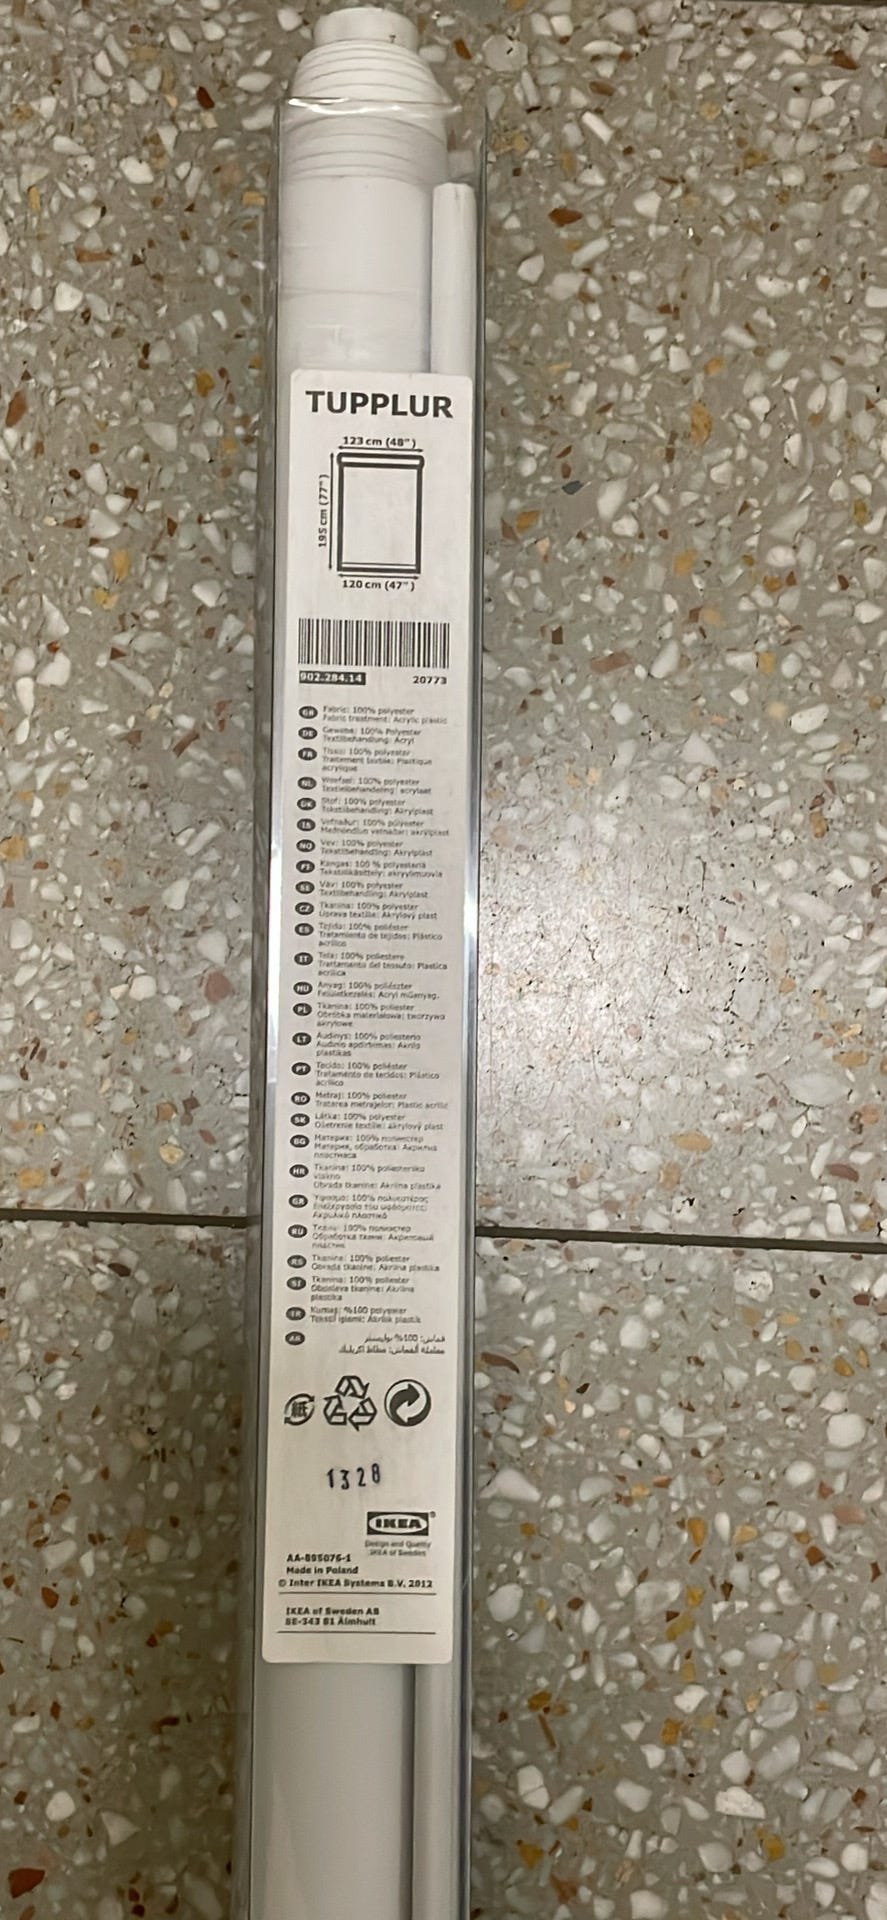 TUPPLUR
123 cm (48")
195 cm (77")
120 cm (47")
902.284.14 20773
GB Fabric: 100% polyester
Fabric treatment: Acrylic plastic
DE Gewebe: 100% Polyester
Textilbehandlung: Acryl
FR Tissu: 100% polyester
Traitement textile: Plastique
acrylique
NL Weefsel: 100% polyester
Textielbehandeling: acrylaat
DK Stof: 100% polyester
Tekstilbehandling: Akrylplast
IS Vefnaður: 100% pólýester
Meðhöndlun vefnaðar: akrýlplast
NO Vev: 100% polyester
Tekstilbehandling: Akrylplast
FI Kangas: 100 % polyesteriä
Tekstiilikäsittely: akryylimuovia
SE Väv: 100% polyester
Textilbehandling: Akrylplast
CZ Tkanina: 100% polyester
Úprava textilie: Akrylový plast
ES Tejido: 100% poliéster
Tratamiento de tejidos: Plástico
acrílico
IT Tela: 100% poliestere
Trattamento del tessuto: Plastica
acrilica
HU Anyag: 100% poliészter
Felületkezelés: Acryl műanyag.
PL Tkanina: 100% poliester
Obróbka materiałowa: tworzywo
akrylowe
LT Audinys: 100% poliesteris
Audinio apdirbimas: Akrilo
plastikas
PT Tecido: 100% poliéster
Tratamento de tecidos: Plástico
acrílico
RO Metraj: 100% poliester
Tratarea metrajelor: Plastic acrilic
SK Látka: 100% polyester
Ošetrenie textílie: akrylový plast
BG Материя: 100% полиестер
Материя, обработка: Акрилна
пластмаса
HR Tkanina: 100% poliestersko
vlakno
Obrada tkanine: Akrilna plastika
GR Ύφασμα: 100% πολυεστέρας
Επεξεργασία του υφάσματος:
Ακρυλικό πλαστικό
RU Ткань: 100% полиэстер
Обработка ткани: Акриловый
пластик
RS Tkanina: 100% poliester
Obrada tkanine: Akrilna plastika
SI Tkanina: 100% poliester
Obdelava tkanine: Akrilna
plastika
TR Kumaş: %100 polyester
Tekstil işlemi: Akrilik plastik
AR قماش: 100% بوليستر
معاملة القماش: مطاط اكريليك
紙
1328
IKEA®
Design and Quality
IKEA of Sweden
AA-895076-1
Made in Poland
© Inter IKEA Systems B.V. 2012
IKEA of Sweden AB
SE-343 81 Älmhult